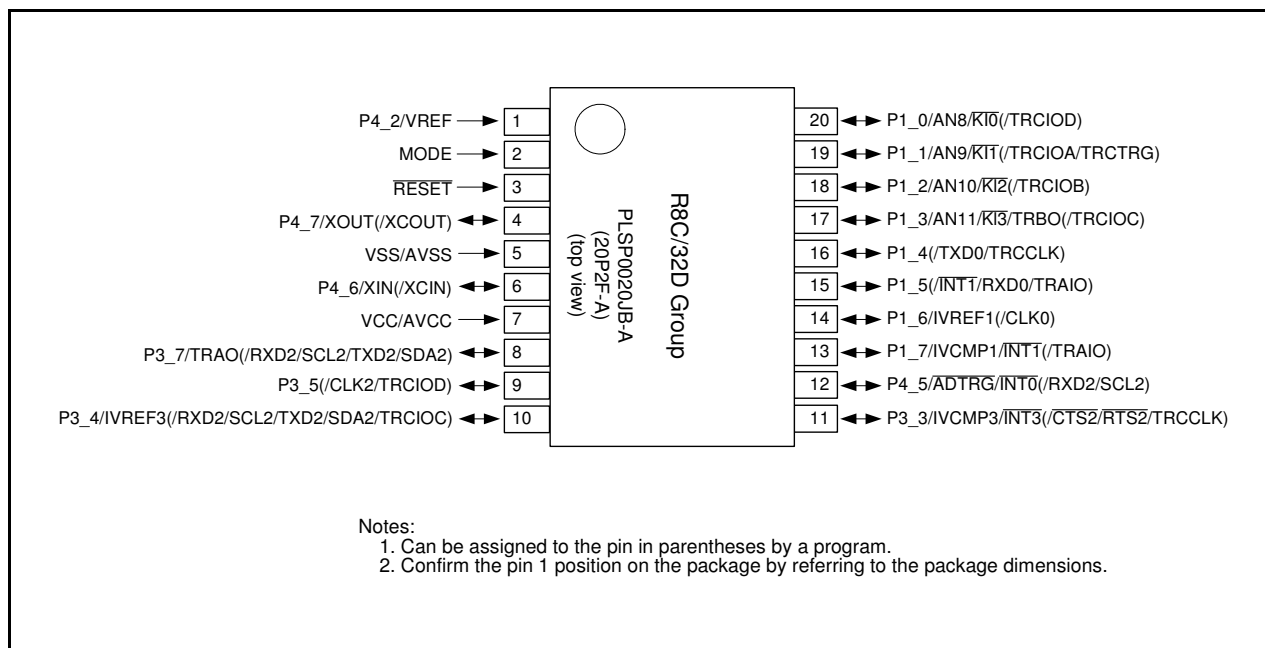 P4_2/VREF
1
MODE
2
RESET
3
P4_7/XOUT(/XCOUT)
4
VSS/AVSS
5
P4_6/XIN(/XCIN)
6
VCC/AVCC
7
P3_7/TRAO(/RXD2/SCL2/TXD2/SDA2)
8
P3_5(/CLK2/TRCIOD)
9
P3_4/IVREF3(/RXD2/SCL2/TXD2/SDA2/TRCIOC)
10
R8C/32D Group
PLSP0020JB-A
(20P2F-A)
(top view)
20
P1_0/AN8/KI0(/TRCIOD)
19
P1_1/AN9/KI1(/TRCIOA/TRCTRG)
18
P1_2/AN10/KI2(/TRCIOB)
17
P1_3/AN11/KI3/TRBO(/TRCIOC)
16
P1_4(/TXD0/TRCCLK)
15
P1_5(/INT1/RXD0/TRAIO)
14
P1_6/IVREF1(/CLK0)
13
P1_7/IVCMP1/INT1(/TRAIO)
12
P4_5/ADTRG/INT0(/RXD2/SCL2)
11
P3_3/IVCMP3/INT3(/CTS2/RTS2/TRCCLK)
Notes:
1. Can be assigned to the pin in parentheses by a program.
2. Confirm the pin 1 position on the package by referring to the package dimensions.